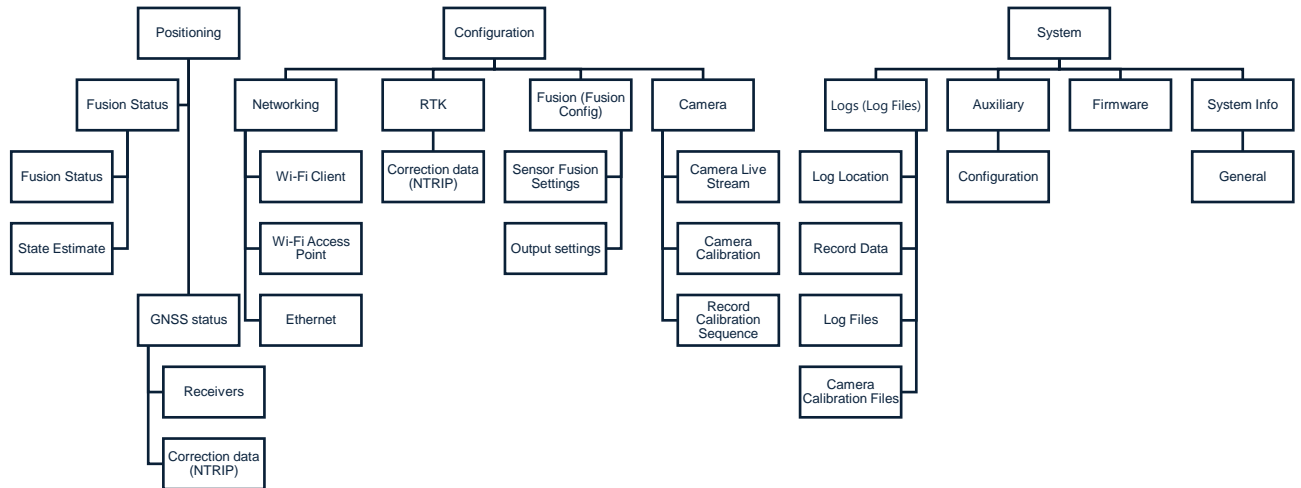 Positioning
Configuration
System
Fusion Status
Networking
RTK
Fusion (Fusion
Config)
Camera
Logs (Log Files)
Auxiliary
Firmware
System Info
Fusion Status
Wi-Fi Client
Correction data
(NTRIP)
Sensor Fusion
Settings
Camera Live
Stream
Log Location
Configuration
General
State Estimate
Wi-Fi Access
Point
Output settings
Camera
Calibration
Record Data
GNSS status
Ethernet
Record
Calibration
Sequence
Log Files
Receivers
Camera
Calibration Files
Correction data
(NTRIP)